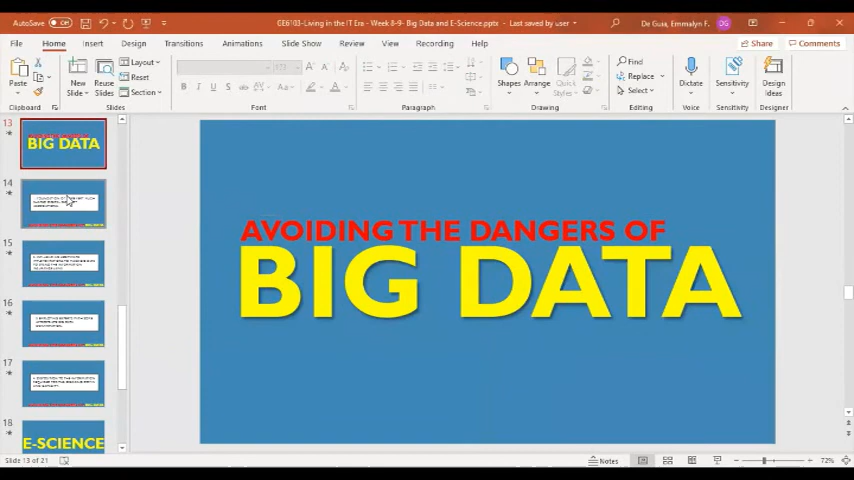 AutoSave Off GE6103-Living in the IT Era - Week 8-9- Big Data and E-Science.pptx • Last saved by user De Guia, Emmalyn F. DG
File Home Insert Design Transitions Animations Slide Show Review View Recording Help Share Comments
Paste New Slide Reuse Slides Layout Reset Section Shapes Arrange Quick Styles Find Replace Select Dictate Sensitivity Design Ideas
Clipboard Slides Font Paragraph Drawing Editing Voice Sensitivity Designer
13
BIG DATA
14
15
16
17
18
E-SCIENCE
AVOIDING THE DANGERS OF
BIG DATA
Slide 13 of 21 Notes 72%